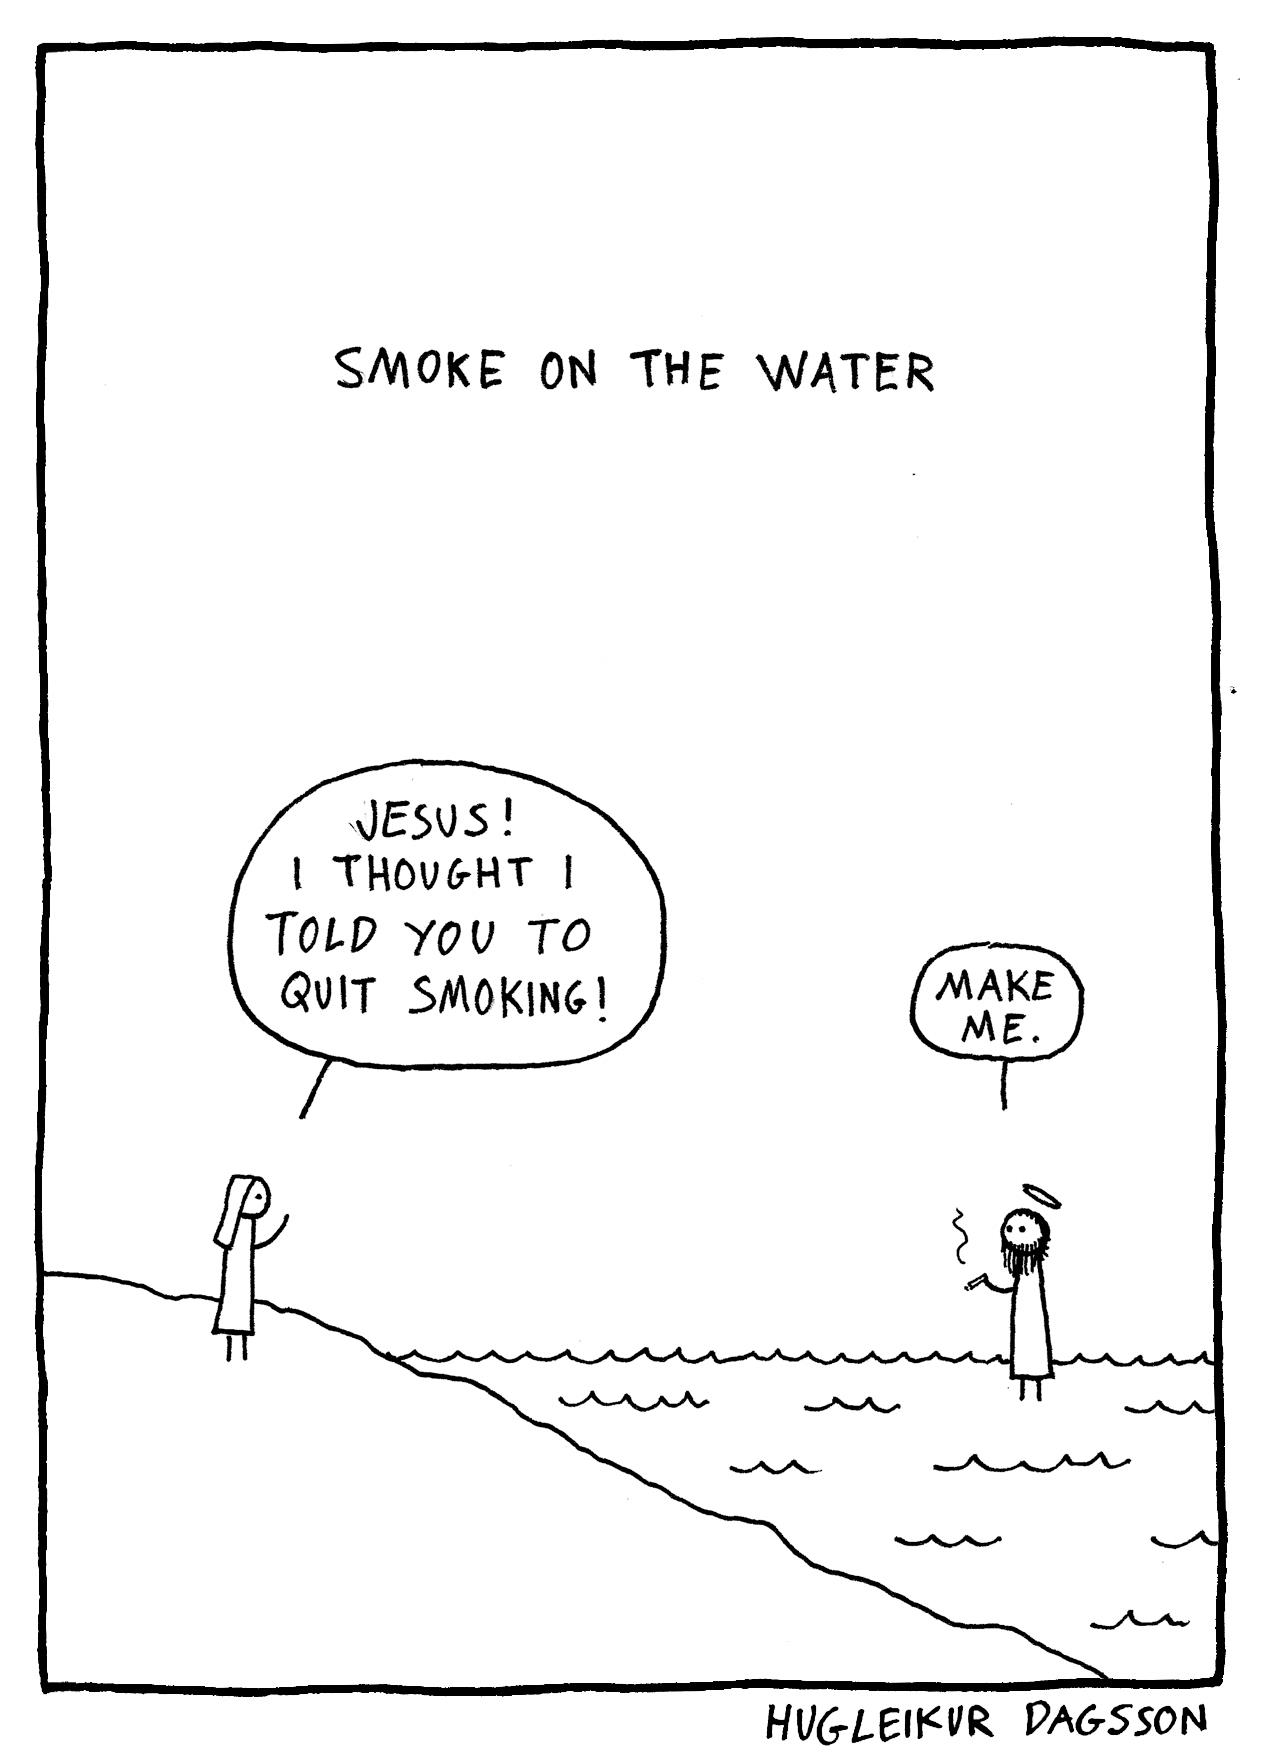 SMOKE ON THE WATER
JESUS!
I THOUGHT I
TOLD YOU TO
QUIT SMOKING!
MAKE
ME.
HUGLEIKUR DAGSSON